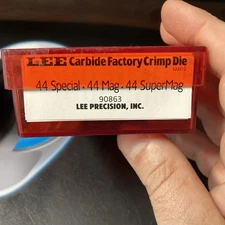 LEE Carbide Factory Crimp Die
44 Special • 44 Mag • 44 SuperMag
90863
LEE PRECISION, INC.